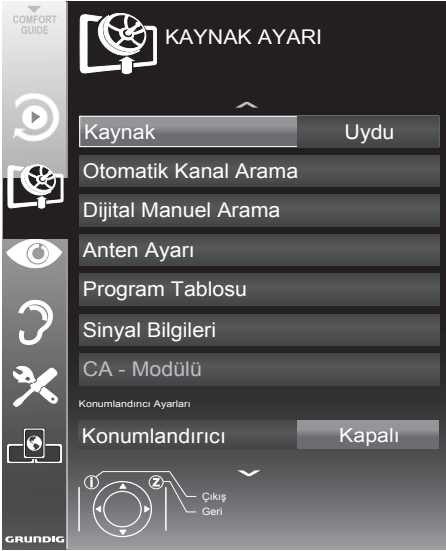 COMFORT
GUIDE
KAYNAK AYARI
Kaynak Uydu
Otomatik Kanal Arama
Dijital Manuel Arama
Anten Ayarı
Program Tablosu
Sinyal Bilgileri
CA - Modülü
Konumlandırıcı Ayarları
Konumlandırıcı Kapalı
Çıkış
Geri
GRUNDIG